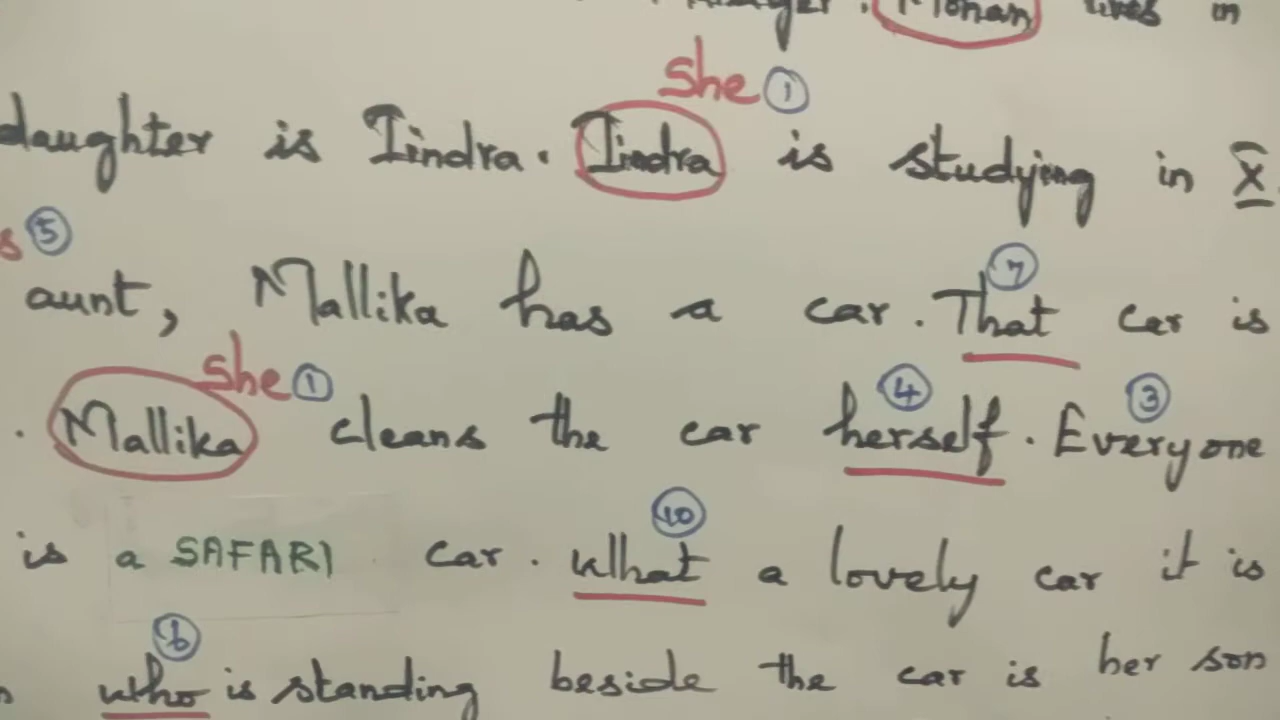 Mohan lives in
She 1
daughter is Iindra. Iindra is studying in X.
s 5 7
aunt, Mallika has a car. That car is
She 1 4 3
. Mallika cleans the car herself. Everyone
10
is a SAFARI car. What a lovely car it is
6
who is standing beside the car is her son